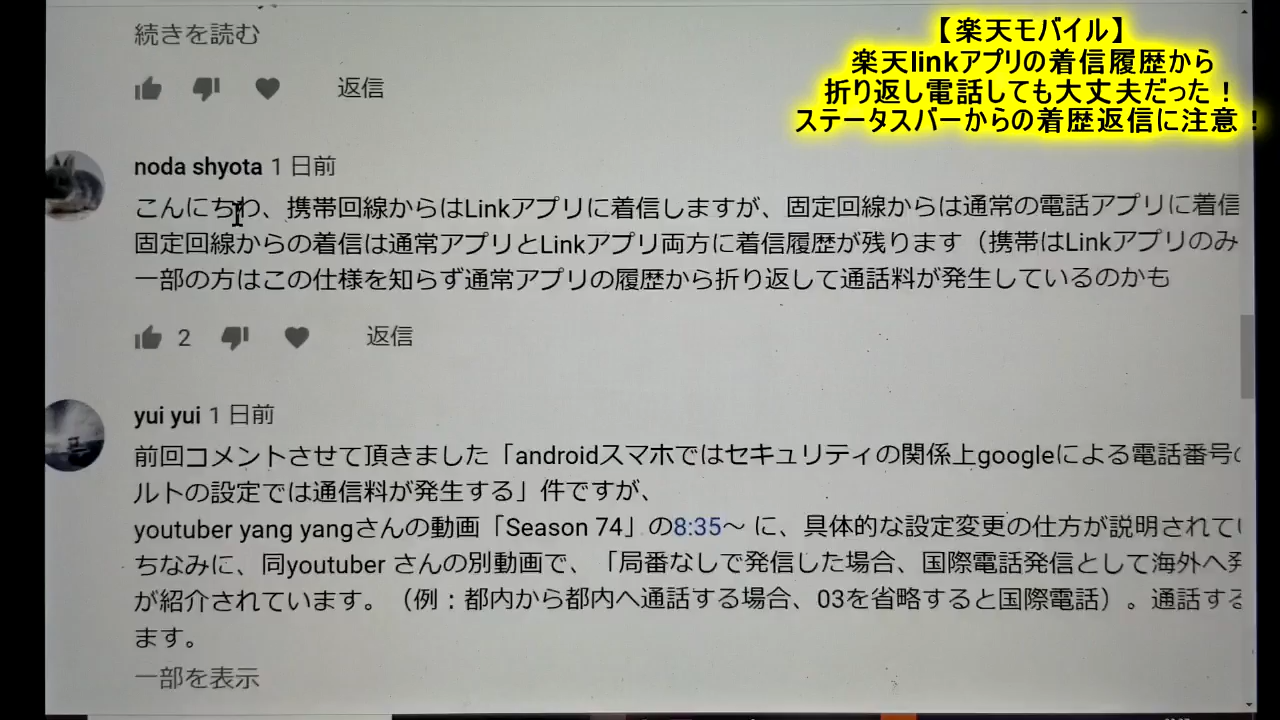 続きを読む
返信
【楽天モバイル】
楽天linkアプリの着信履歴から
折り返し電話しても大丈夫だった！
ステータスバーからの着歴返信に注意！
noda shyota 1 日前
こんにちわ、携帯回線からはLinkアプリに着信しますが、固定回線からは通常の電話アプリに着信
固定回線からの着信は通常アプリとLinkアプリ両方に着信履歴が残ります（携帯はLinkアプリのみ
一部の方はこの仕様を知らず通常アプリの履歴から折り返して通話料が発生しているのかも
2 返信
yui yui 1 日前
前回コメントさせて頂きました「androidスマホではセキュリティの関係上googleによる電話番号
ルトの設定では通信料が発生する」件ですが、
youtuber yang yangさんの動画「Season 74」の8:35～ に、具体的な設定変更の仕方が説明されて
ちなみに、同youtuber さんの別動画で、「局番なしで発信した場合、国際電話発信として海外へ
が紹介されています。（例：都内から都内へ通話する場合、03を省略すると国際電話）。通話する
ます。
一部を表示